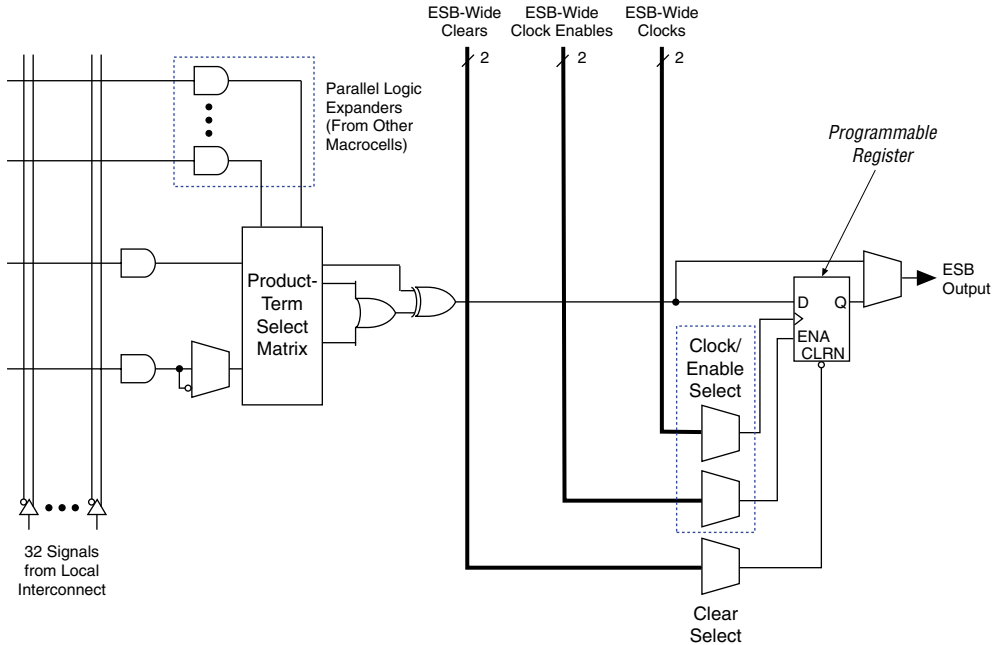 ESB-Wide
Clears
ESB-Wide
Clock Enables
ESB-Wide
Clocks
2
2
2
Parallel Logic
Expanders
(From Other
Macrocells)
Programmable
Register
Product-
Term
Select
Matrix
ESB
Output
D
Q
ENA
CLRN
Clock/
Enable
Select
32 Signals
from Local
Interconnect
Clear
Select